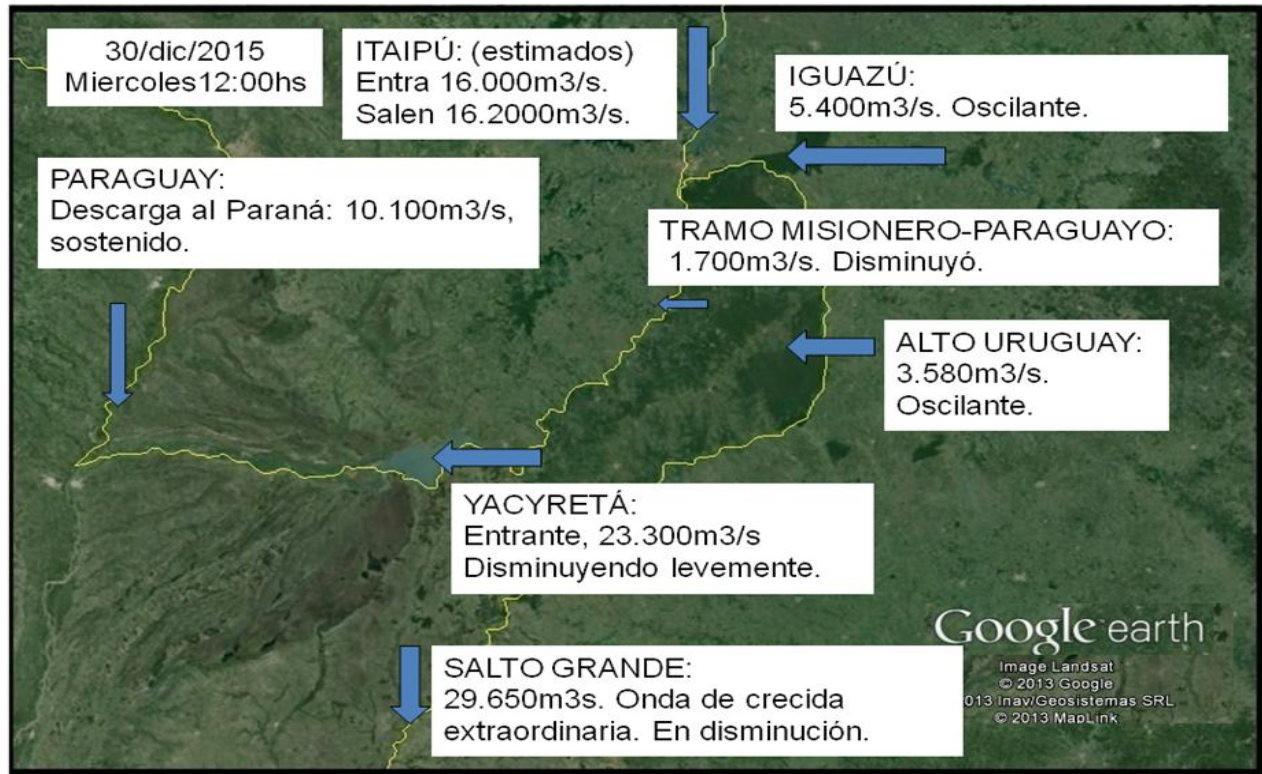 30/dic/2015
Miercoles12:00hs
ITAIPÚ: (estimados)
Entra 16.000m3/s.
Salen 16.2000m3/s.
IGUAZÚ:
5.400m3/s. Oscilante.
PARAGUAY:
Descarga al Paraná: 10.100m3/s,
sostenido.
TRAMO MISIONERO-PARAGUAYO:
1.700m3/s. Disminuyó.
ALTO URUGUAY:
3.580m3/s.
Oscilante.
YACYRETÁ:
Entrante, 23.300m3/s
Disminuyendo levemente.
SALTO GRANDE:
29.650m3s. Onda de crecida
extraordinaria. En disminución.
Google earth
Image Landsat
© 2013 Google
013 Inav/Geosistemas SRL
© 2013 MapLink